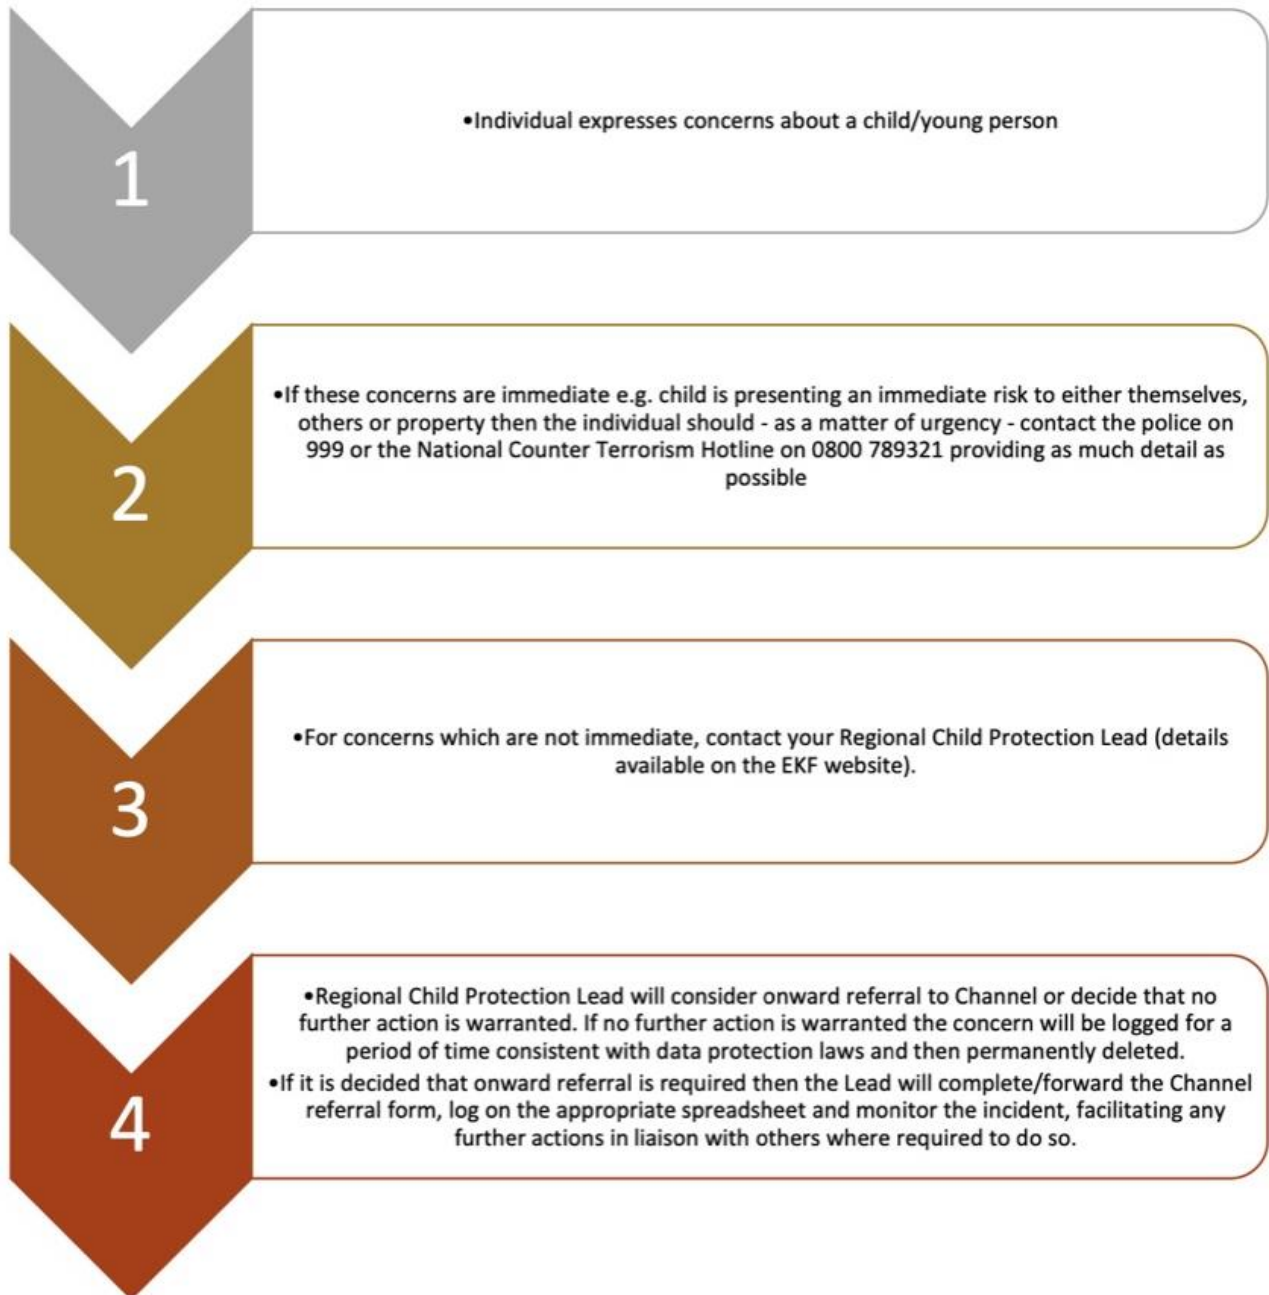 1
•Individual expresses concerns about a child/young person
2
•If these concerns are immediate e.g. child is presenting an immediate risk to either themselves,
others or property then the individual should - as a matter of urgency - contact the police on
999 or the National Counter Terrorism Hotline on 0800 789321 providing as much detail as
possible
3
•For concerns which are not immediate, contact your Regional Child Protection Lead (details
available on the EKF website).
4
•Regional Child Protection Lead will consider onward referral to Channel or decide that no
further action is warranted. If no further action is warranted the concern will be logged for a
period of time consistent with data protection laws and then permanently deleted.
•If it is decided that onward referral is required then the Lead will complete/forward the Channel
referral form, log on the appropriate spreadsheet and monitor the incident, facilitating any
further actions in liaison with others where required to do so.